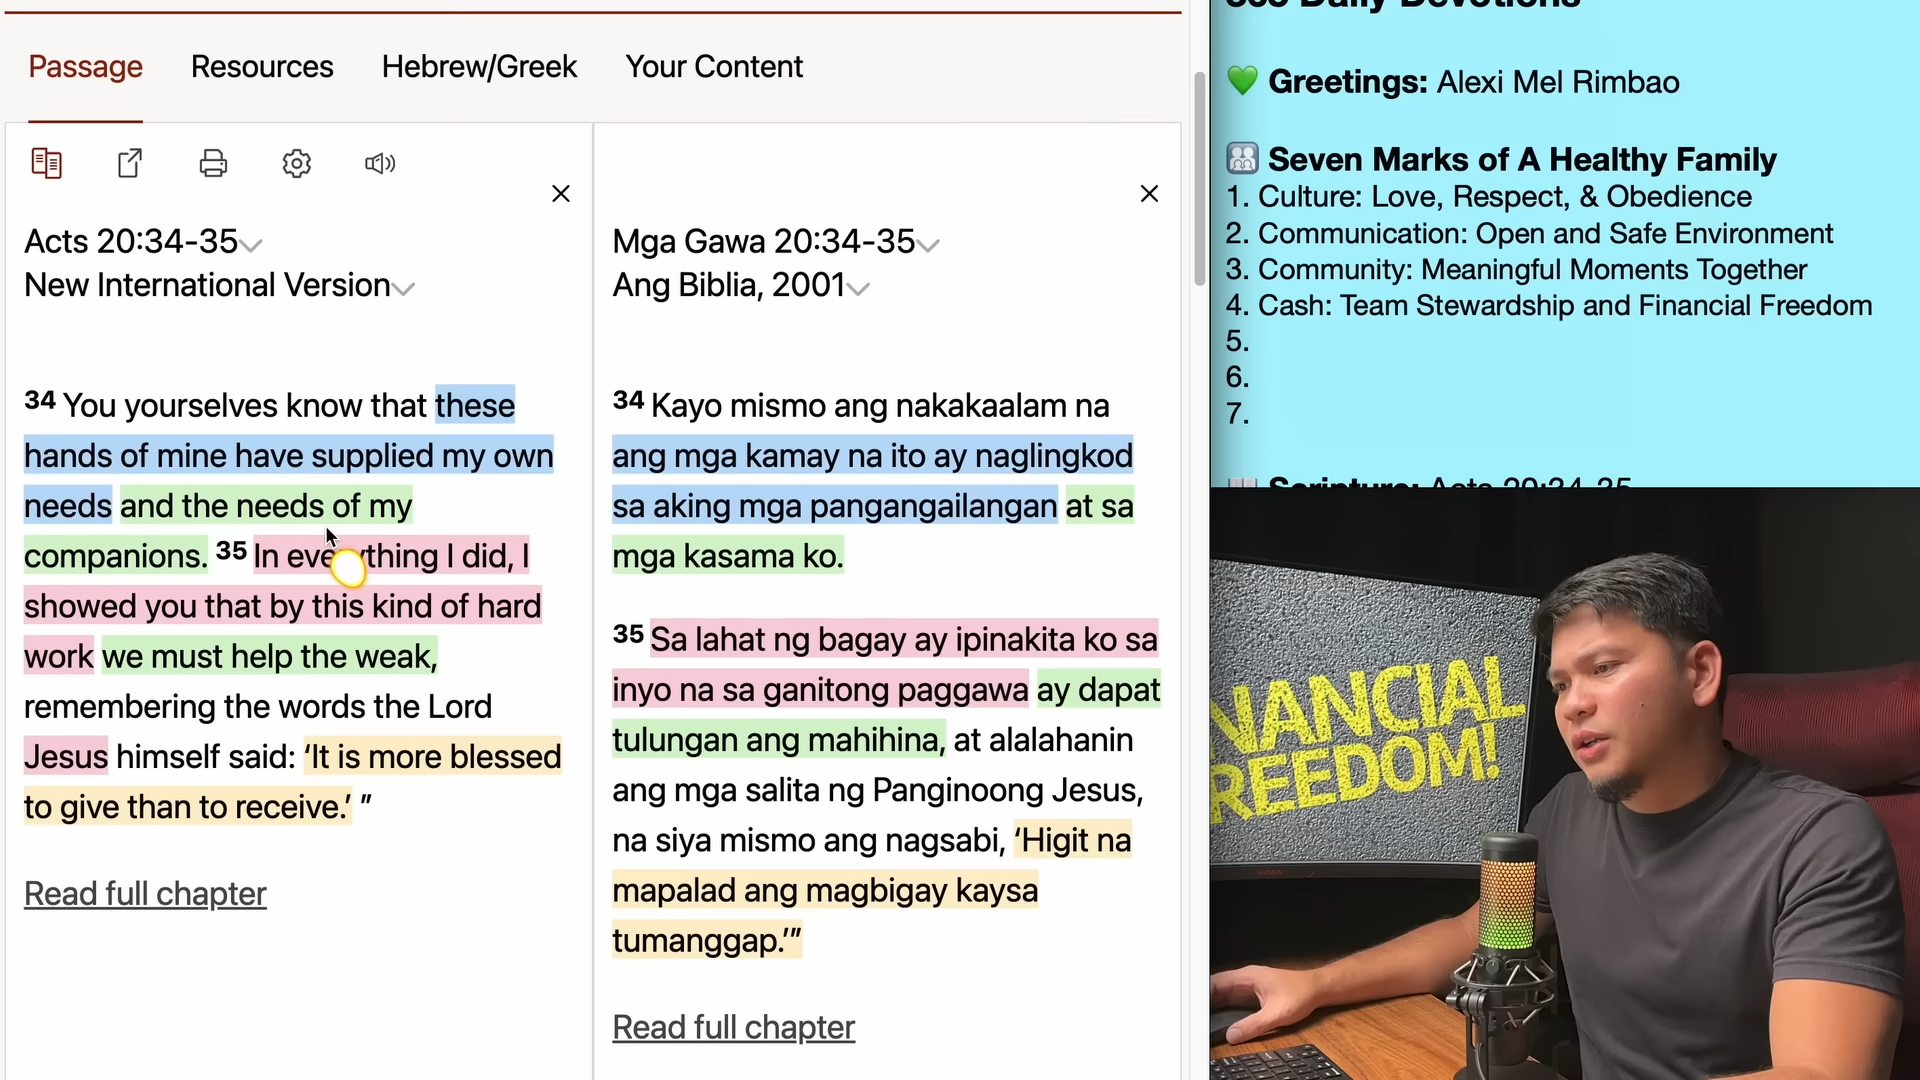 Passage
Resources
Hebrew/Greek
Your Content
Acts 20:34-35
New International Version
34 You yourselves know that these
hands of mine have supplied my own
needs and the needs of my
companions. 35 In everything I did, I
showed you that by this kind of hard
work we must help the weak,
remembering the words the Lord
Jesus himself said: ‘It is more blessed
to give than to receive.’ ”
Read full chapter
Mga Gawa 20:34-35
Ang Biblia, 2001
34 Kayo mismo ang nakakaalam na
ang mga kamay na ito ay naglingkod
sa aking mga pangangailangan at sa
mga kasama ko.
35 Sa lahat ng bagay ay ipinakita ko sa
inyo na sa ganitong paggawa ay dapat
tulungan ang mahihina, at alalahanin
ang mga salita ng Panginoong Jesus,
na siya mismo ang nagsabi, ‘Higit na
mapalad ang magbigay kaysa
tumanggap.’”
Read full chapter
365 Daily Devotions
💚 Greetings: Alexi Mel Rimbao
Seven Marks of A Healthy Family
1. Culture: Love, Respect, & Obedience
2. Communication: Open and Safe Environment
3. Community: Meaningful Moments Together
4. Cash: Team Stewardship and Financial Freedom
5.
6.
7.
Scripture: Acts 20:34-35
NANCIAL
REEDOM!